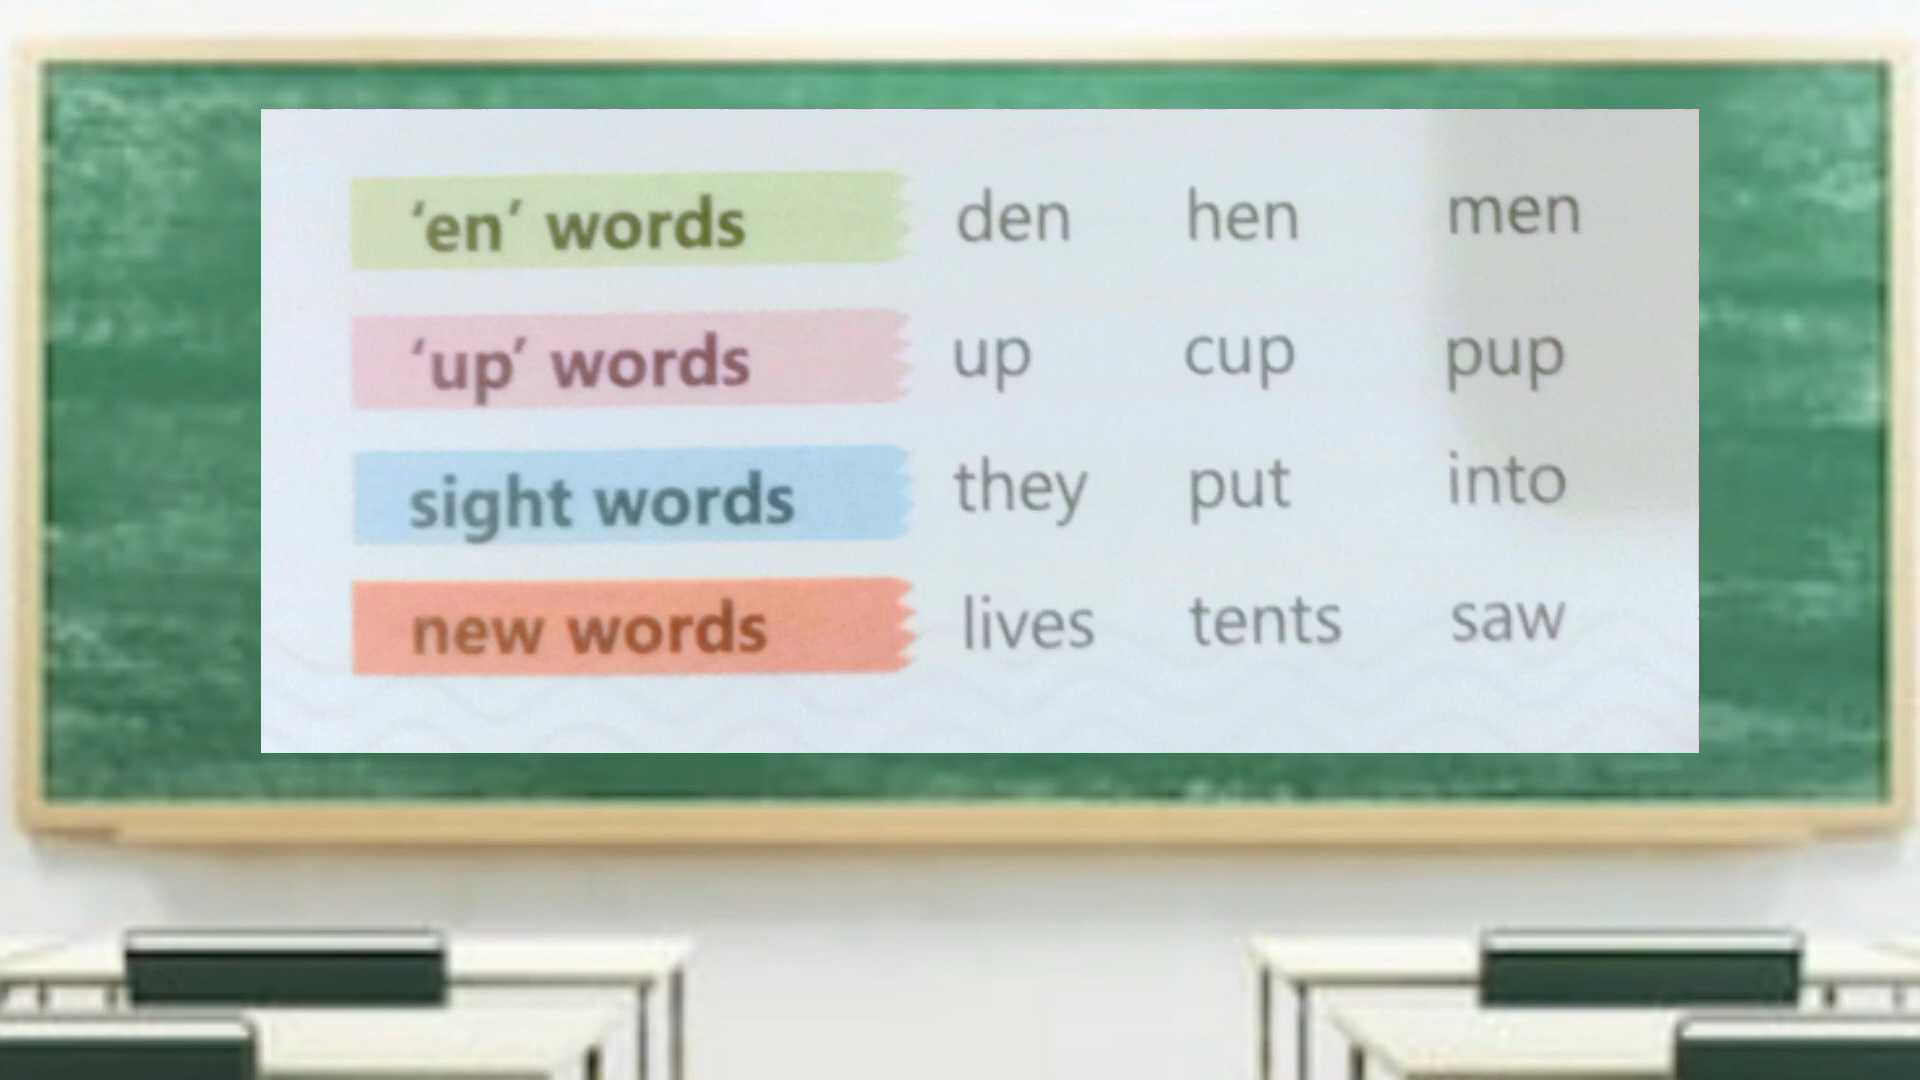 ‘en’ words den hen men
‘up’ words up cup pup
sight words they put into
new words lives tents saw